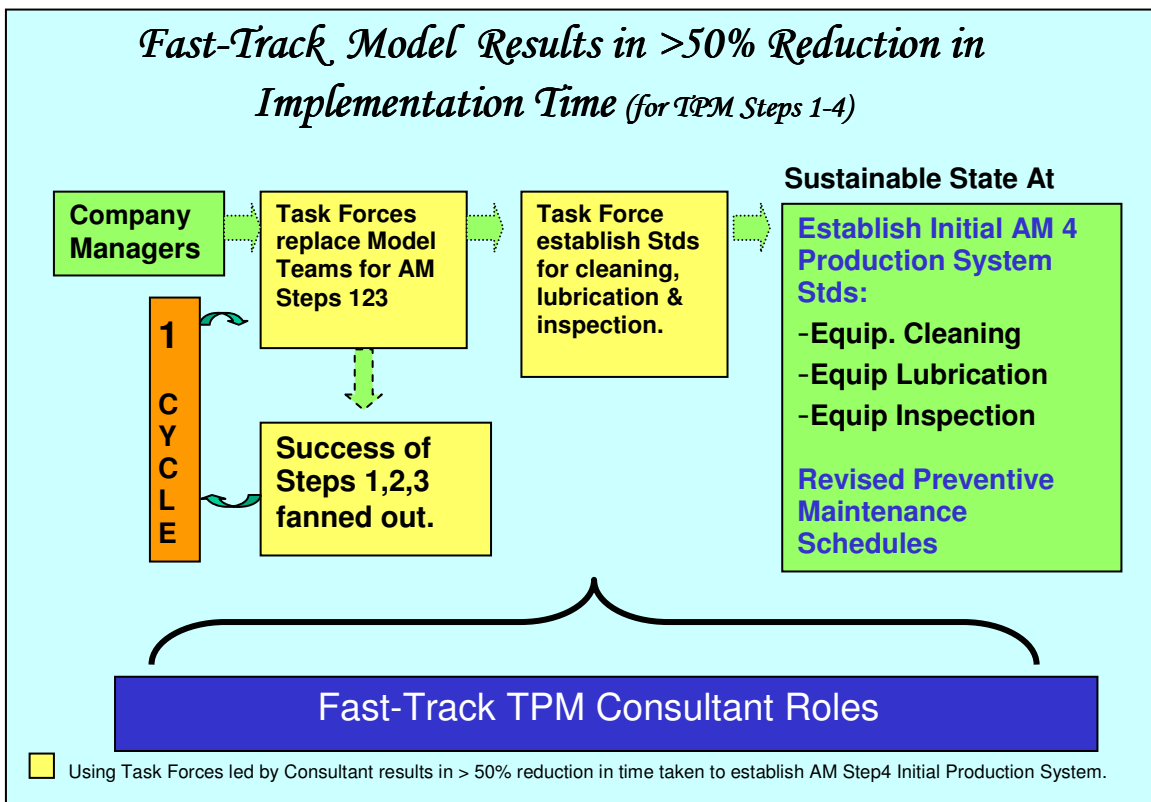 Fast-Track Model Results in >50% Reduction in
Implementation Time (for TPM Steps 1-4)
Company
Managers
Task Forces
replace Model
Teams for AM
Steps 123
Task Force
establish Stds
for cleaning,
lubrication &
inspection.
Sustainable State At
Establish Initial AM 4
Production System
Stds:
-Equip. Cleaning
-Equip Lubrication
-Equip Inspection
Revised Preventive
Maintenance
Schedules
1
C
Y
C
L
E
Success of
Steps 1,2,3
fanned out.
Fast-Track TPM Consultant Roles
Using Task Forces led by Consultant results in > 50% reduction in time taken to establish AM Step4 Initial Production System.